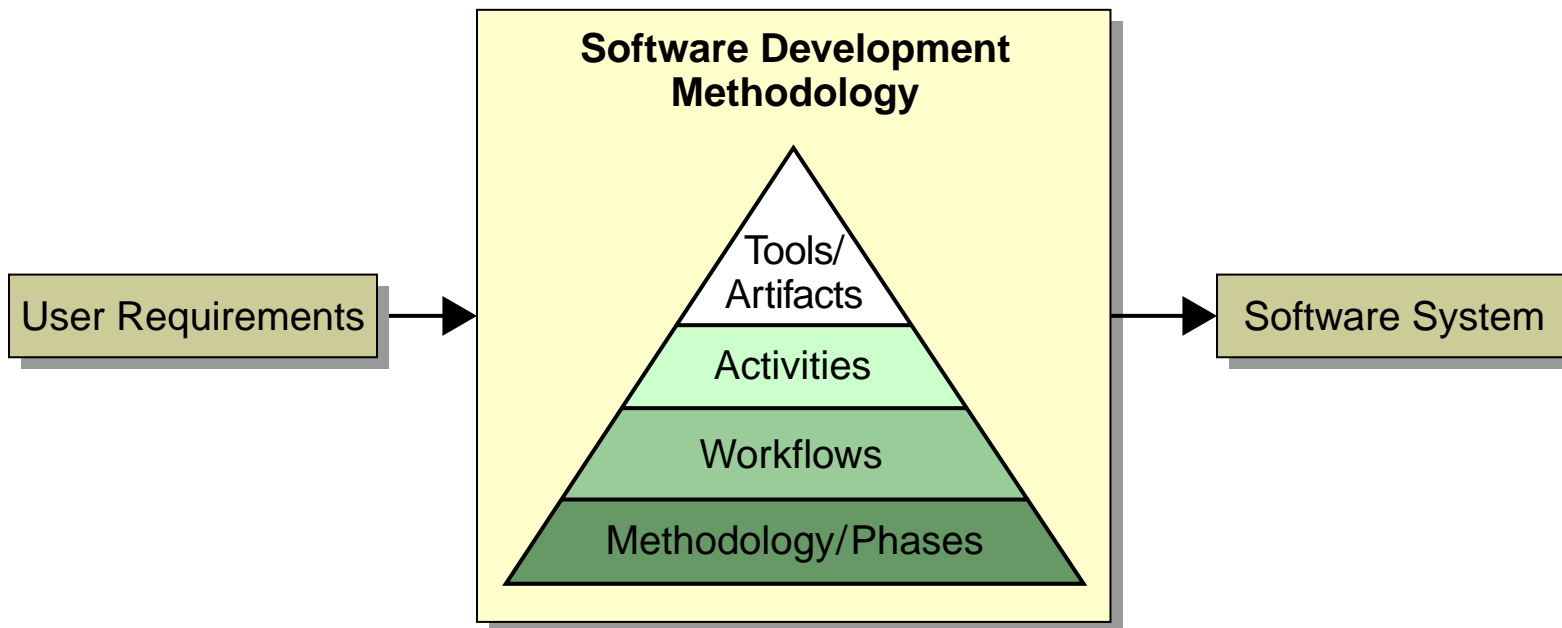 Software Development
Methodology
Tools/
Artifacts
User Requirements
Software System
Activities
Workflows
Methodology/Phases